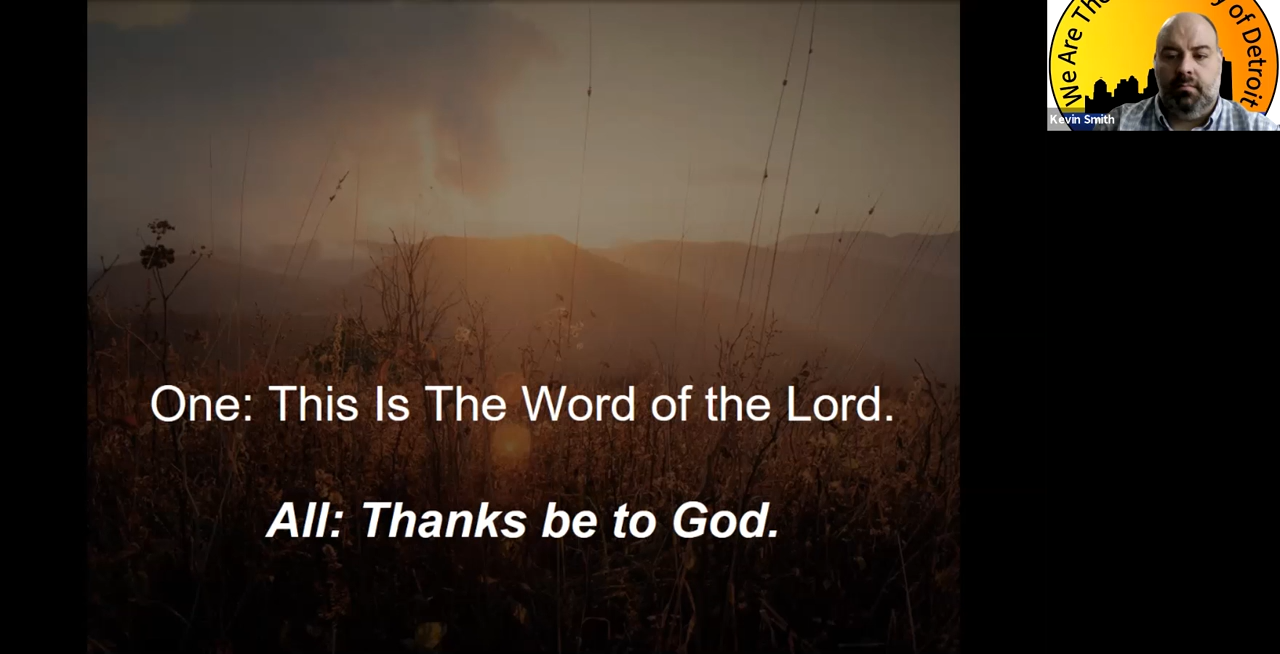 One: This Is The Word of the Lord.
All: Thanks be to God.
We Are The
of Detroit
Kevin Smith